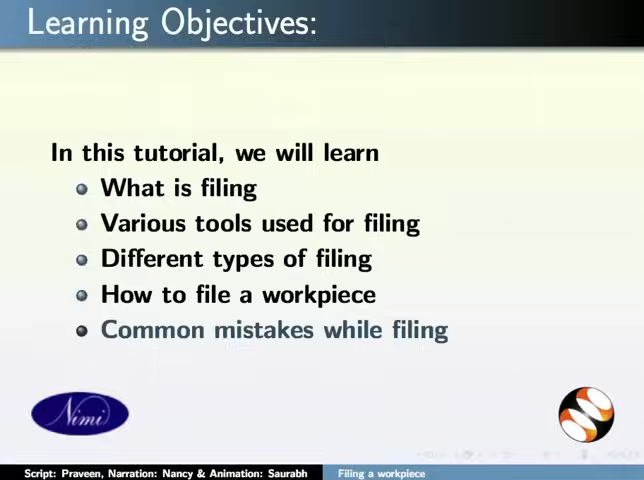 Learning Objectives:
In this tutorial, we will learn
What is filing
Various tools used for filing
Different types of filing
How to file a workpiece
Common mistakes while filing
Nimi
Script: Praveen, Narration: Nancy & Animation: Saurabh Filing a workpiece